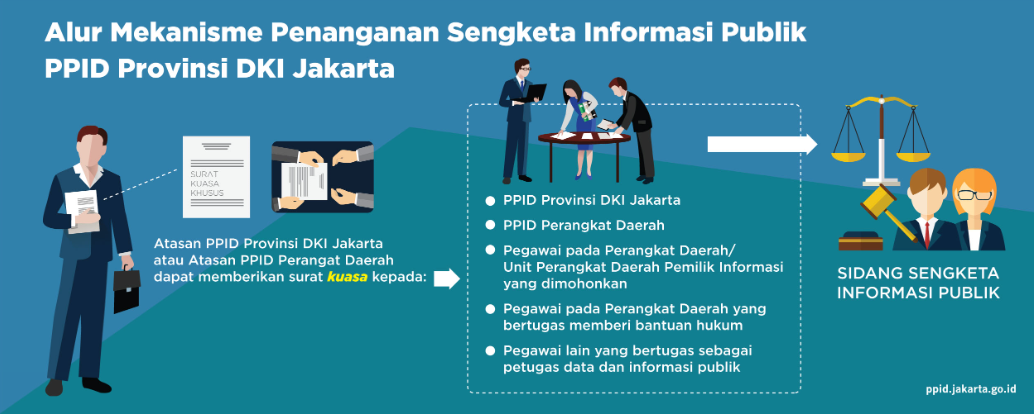 Alur Mekanisme Penanganan Sengketa Informasi Publik
PPID Provinsi DKI Jakarta
SURAT
KUASA
KHUSUS
Atasan PPID Provinsi DKI Jakarta
atau Atasan PPID Perangat Daerah
dapat memberikan surat kuasa kepada:
PPID Provinsi DKI Jakarta
PPID Perangkat Daerah
Pegawai pada Perangkat Daerah/
Unit Perangkat Daerah Pemilik Informasi
yang dimohonkan
Pegawai pada Perangkat Daerah yang
bertugas memberi bantuan hukum
Pegawai lain yang bertugas sebagai
petugas data dan informasi publik
SIDANG SENGKETA
INFORMASI PUBLIK
ppid.jakarta.go.id